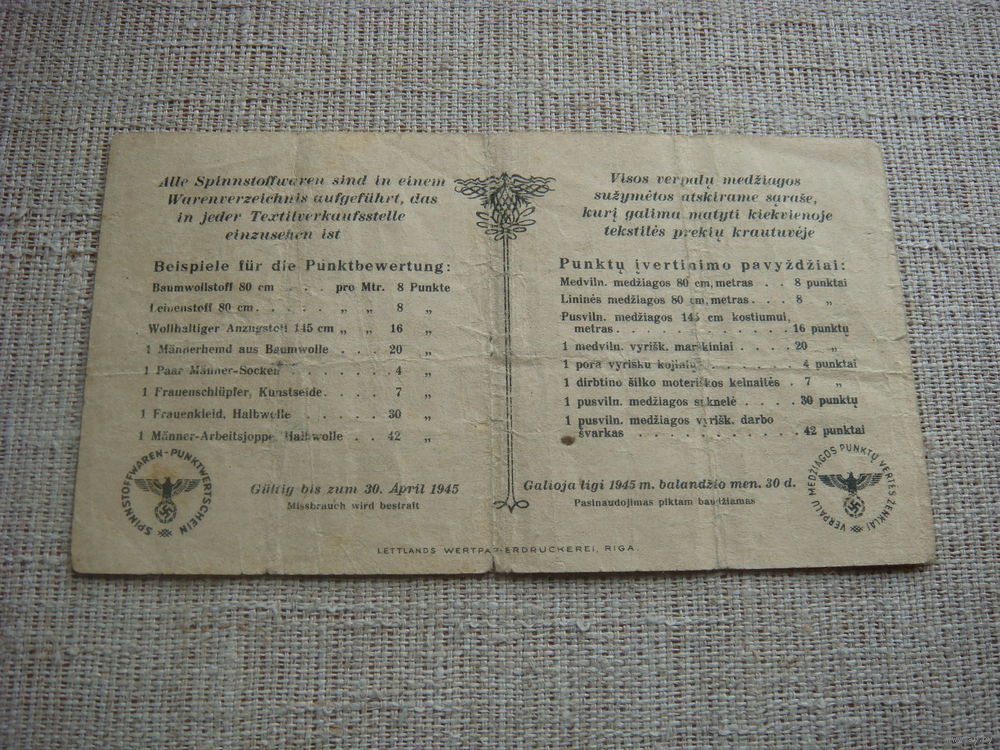 Alle Spinnstoffwaren sind in einem
Warenverzeichnis aufgeführt, das
in jeder Textilverkaufsstelle
einzusehen ist
Beispiele für die Punktbewertung:
Baumwollstoff 80 cm . . . . pro Mtr. 8 Punkte
Leinenstoff 80 cm . . . . . „ „ 8 „
Wollhaltiger Anzugstoff 145 cm „ „ 16 „
1 Männerhemd aus Baumwolle . . . 20 „
1 Paar Männer-Socken . . . . 4 „
1 Frauenschlüpfer, Kunstseide . . . . 7 „
1 Frauenkleid, Halbwolle . . . . 30 „
1 Männer-Arbeitsjoppe, Halbwolle . . 42 „
SPINNSTOFFWAREN-PUNKTWERTSCHEIN
Gültig bis zum 30. April 1945
Missbrauch wird bestraft
Visos verpalų medžiagos
sužymėtos atskirame sąraše,
kurį galima matyti kiekvienoje
tekstilės prekių krautuvėje
Punktų įvertinimo pavyzdžiai:
Medviln. medžiagos 80 cm, metras . . 8 punktai
Lininės medžiagos 80 cm, metras . . . 8 „
Pusviln. medžiagos 145 cm kostiumui,
metras . . . . . . . . . . . 16 punktų
1 medviln. vyrišk. marškiniai . . . 20 „
1 pora vyriškų kojinių . . . . . 4 punktai
1 dirbtino šilko moteriškos kelnaitės . 7 „
1 pusviln. medžiagos suknelė . . . 30 punktų
1 pusviln. medžiagos vyrišk. darbo
švarkas . . . . . . . . . . 42 punktai
Galioja ligi 1945 m. balandžio mėn. 30 d.
Pasinaudojimas piktam baudžiamas
VERPALŲ MEDŽIAGOS PUNKTŲ VERTĖS ŽENKLAI
LETTLANDS WERTPAPIERDRUCKEREI, RIGA